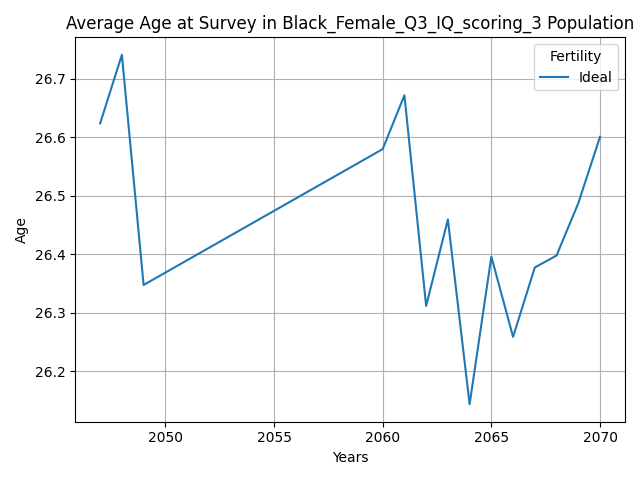 Average Age at Survey in Black_Female_Q3_IQ_scoring_3 Population
Fertility
Ideal
26.7
26.6
26.5
26.4
26.3
26.2
Age
2050
2055
2060
2065
2070
Years